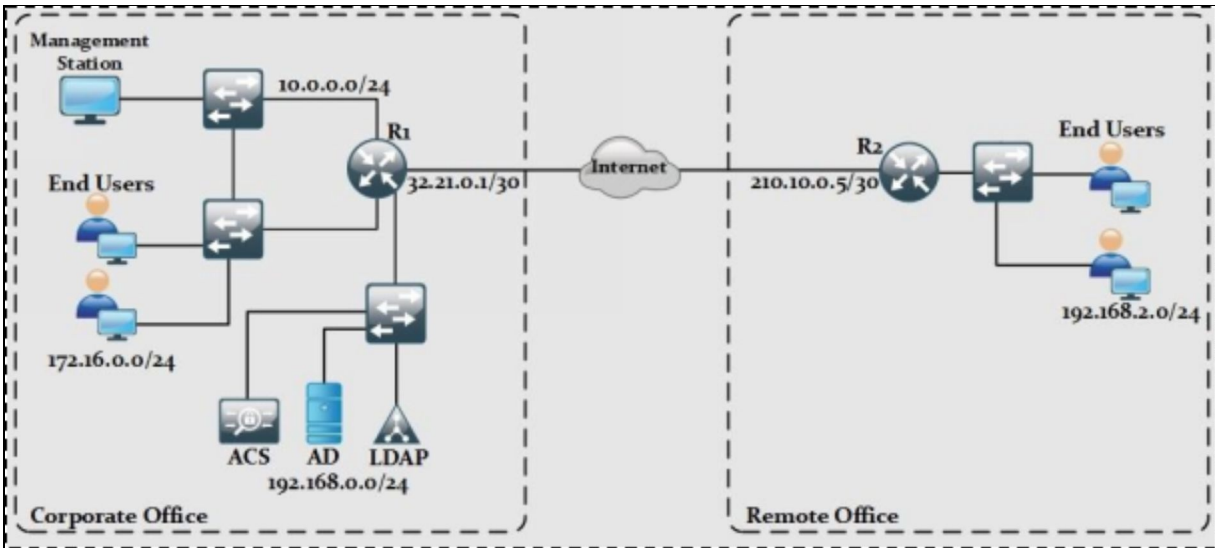 Management
Station
10.0.0.0/24
R1
End Users
32.21.0.1/30
172.16.0.0/24
ACS
AD
LDAP
192.168.0.0/24
Corporate Office
Internet
R2
210.10.0.5/30
End Users
192.168.2.0/24
Remote Office